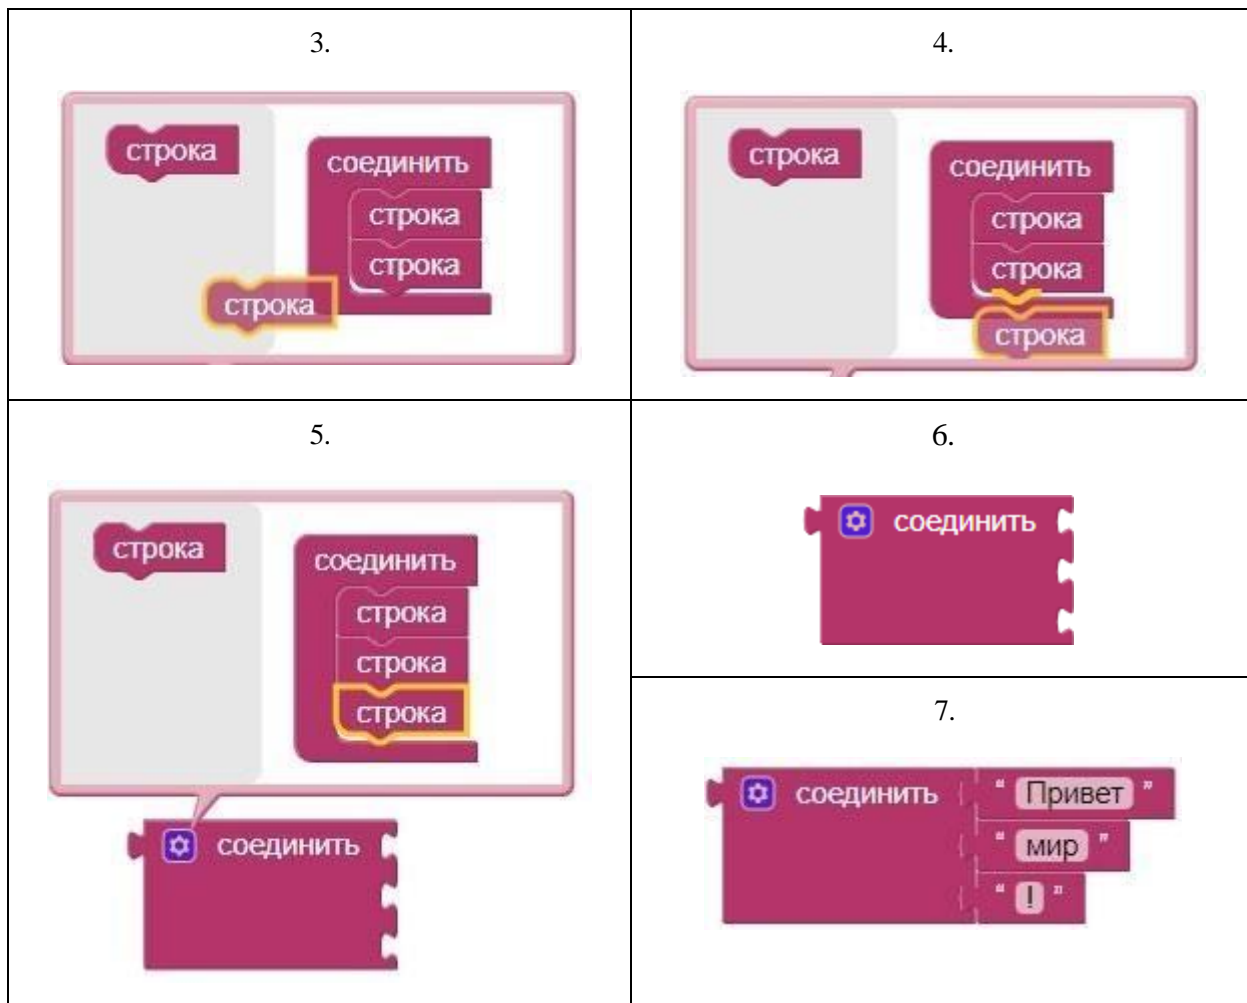 3.
строка
соединить
строка
строка
строка
4.
строка
соединить
строка
строка
строка
5.
строка
соединить
строка
строка
строка
соединить
6.
соединить
7.
соединить “ Привет ”
“ мир ”
“ ! ”